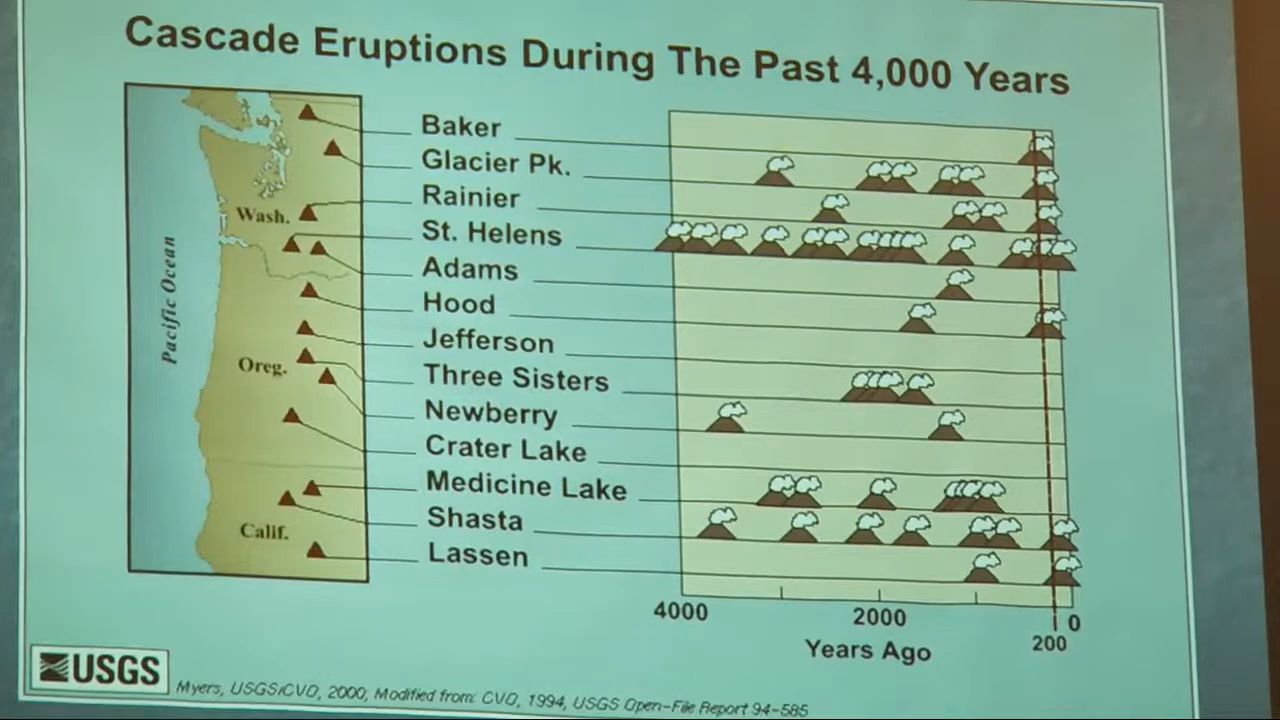 Cascade Eruptions During The Past 4,000 Years
Baker
Glacier Pk.
Rainier
Wash.
St. Helens
Adams
Pacific Ocean
Hood
Jefferson
Oreg.
Three Sisters
Newberry
Crater Lake
Medicine Lake
Shasta
Calif.
Lassen
4000
2000
200
0
Years Ago
USGS
Myers, USGS/CVO, 2000, Modified from: CVO, 1994, USGS Open-File Report 94-585